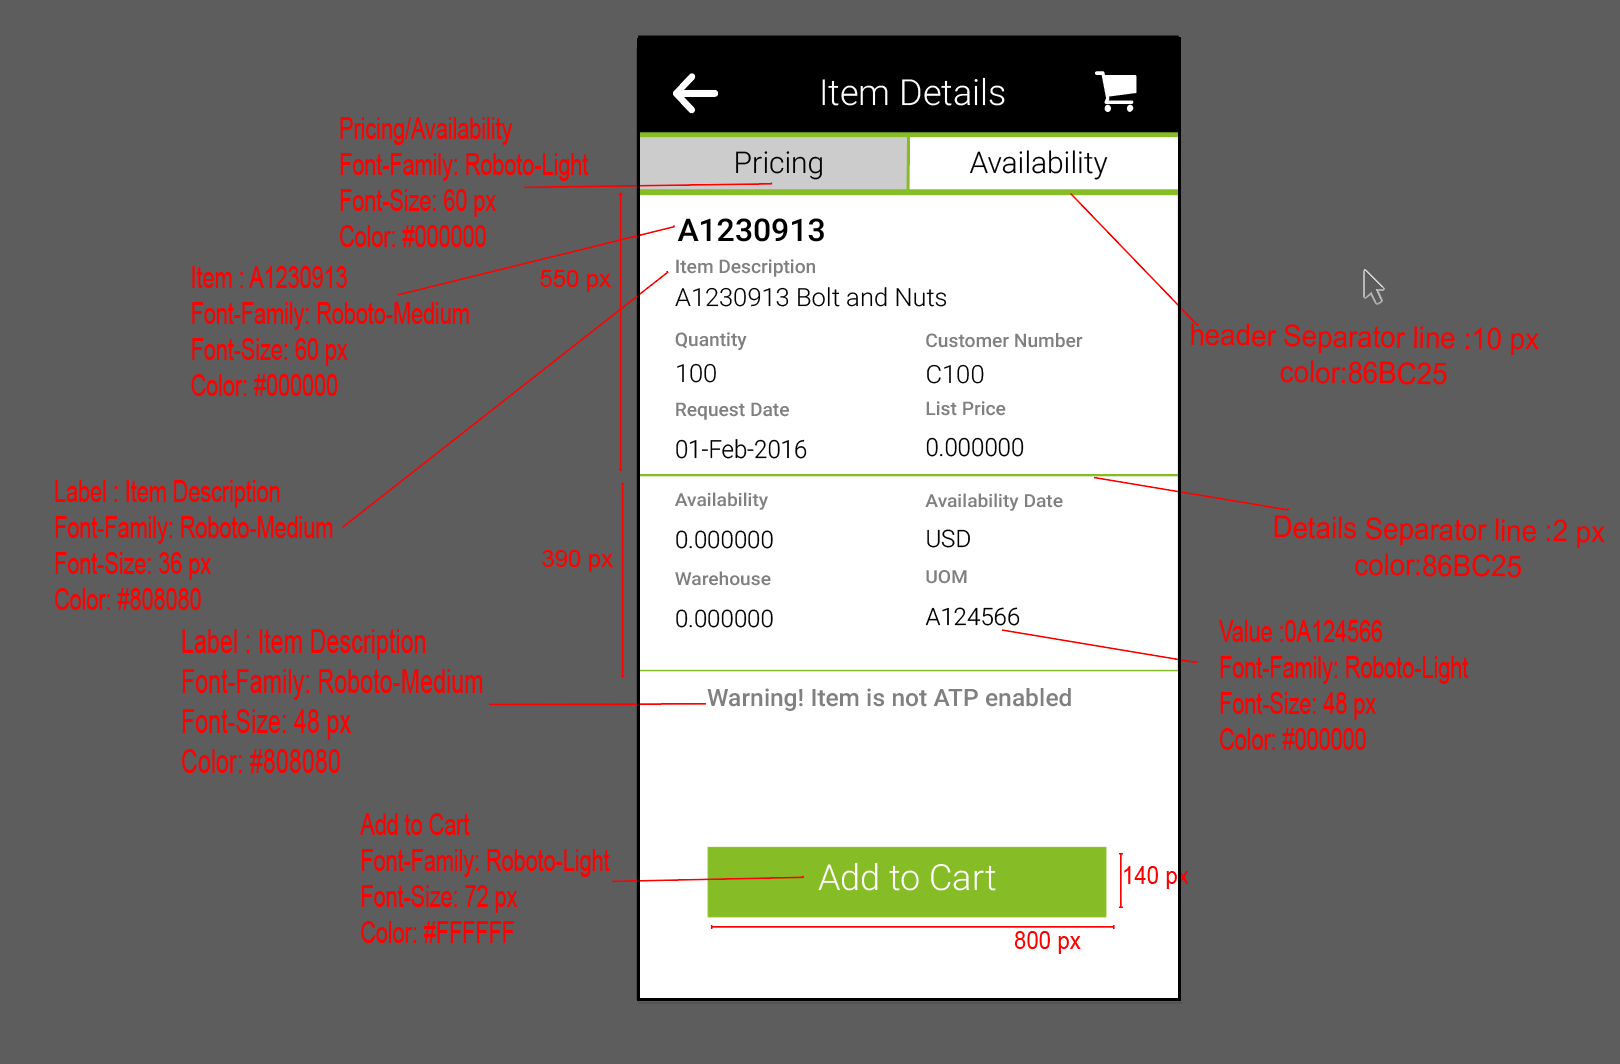 Item Details
Pricing
Availability
A1230913
Item Description
A1230913 Bolt and Nuts
Quantity
Customer Number
100
C100
Request Date
List Price
01-Feb-2016
0.000000
Availability
Availability Date
0.000000
USD
Warehouse
UOM
0.000000
A124566
Warning! Item is not ATP enabled
Add to Cart
Pricing/Availability
Font-Family: Roboto-Light
Font-Size: 60 px
Color: #000000
Item : A1230913
Font-Family: Roboto-Medium
Font-Size: 60 px
Color: #000000
550 px
Label : Item Description
Font-Family: Roboto-Medium
Font-Size: 36 px
Color: #808080
390 px
Label : Item Description
Font-Family: Roboto-Medium
Font-Size: 48 px
Color: #808080
Add to Cart
Font-Family: Roboto-Light
Font-Size: 72 px
Color: #FFFFFF
header Separator line :10 px
color:86BC25
Details Separator line :2 px
color:86BC25
Value :0A124566
Font-Family: Roboto-Light
Font-Size: 48 px
Color: #000000
140 px
800 px